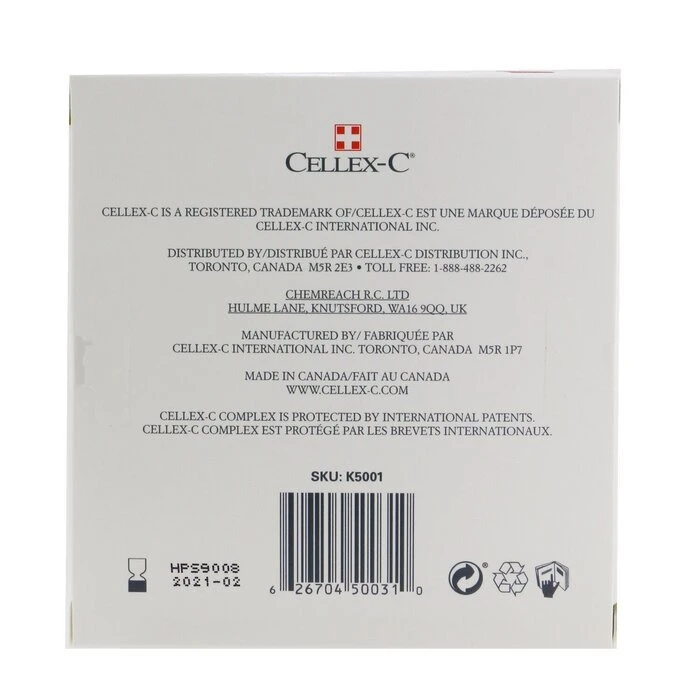 CELLEX-C®
CELLEX-C IS A REGISTERED TRADEMARK OF/CELLEX-C EST UNE MARQUE DÉPOSÉE DU
CELLEX-C INTERNATIONAL INC.
DISTRIBUTED BY/DISTRIBUÉ PAR CELLEX-C DISTRIBUTION INC.,
TORONTO, CANADA M5R 2E3 • TOLL FREE: 1-888-488-2262
CHEMREACH R.C. LTD
HULME LANE, KNUTSFORD, WA16 9QQ, UK
MANUFACTURED BY/ FABRIQUÉE PAR
CELLEX-C INTERNATIONAL INC. TORONTO, CANADA M5R 1P7
MADE IN CANADA/FAIT AU CANADA
WWW.CELLEX-C.COM
CELLEX-C COMPLEX IS PROTECTED BY INTERNATIONAL PATENTS.
CELLEX-C COMPLEX EST PROTÉGÉ PAR LES BREVETS INTERNATIONAUX.
SKU: K5001
HPS9008
2021-02
6 26704 50031 0